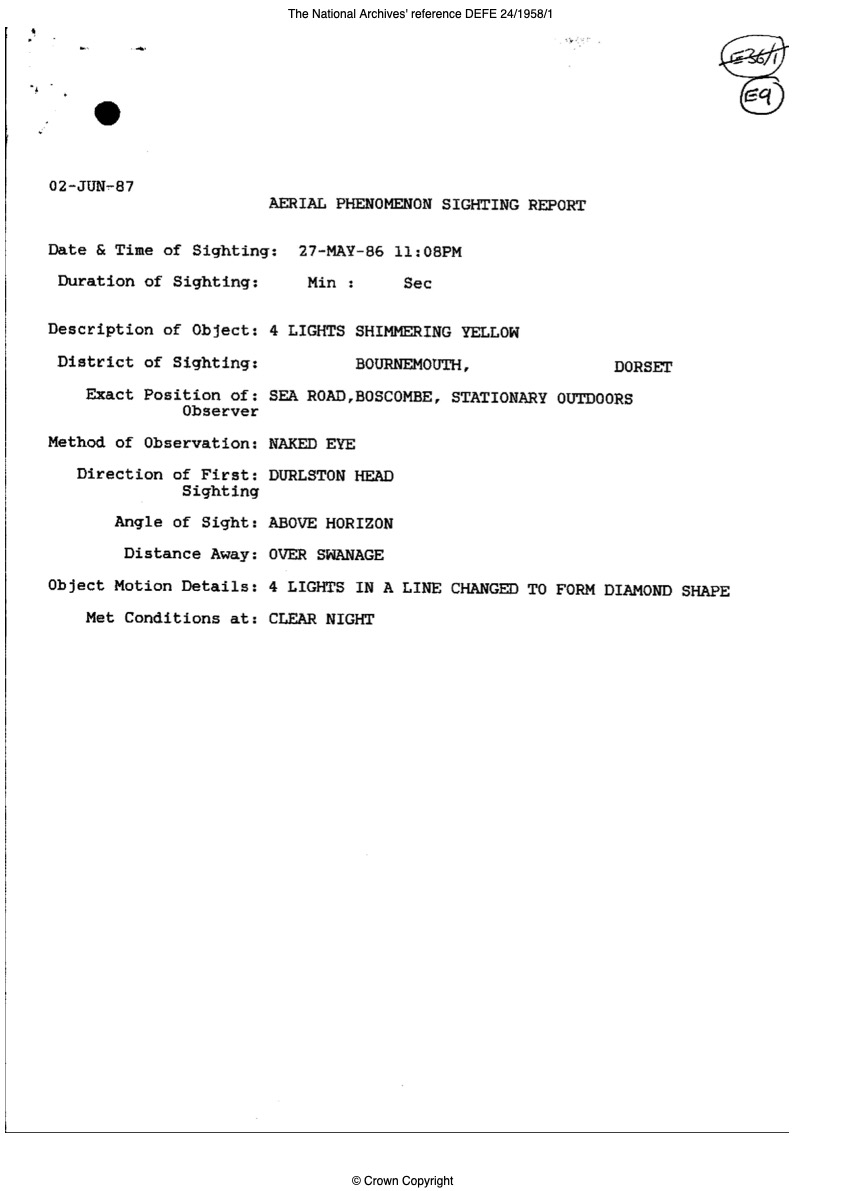 The National Archives' reference DEFE 24/1958/1
E36/1
E9
02-JUN-87
AERIAL PHENOMENON SIGHTING REPORT
Date & Time of Sighting: 27-MAY-86 11:08PM
Duration of Sighting: Min : Sec
Description of Object: 4 LIGHTS SHIMMERING YELLOW
District of Sighting: BOURNEMOUTH, DORSET
Exact Position of: SEA ROAD,BOSCOMBE, STATIONARY OUTDOORS
Observer
Method of Observation: NAKED EYE
Direction of First: DURLSTON HEAD
Sighting
Angle of Sight: ABOVE HORIZON
Distance Away: OVER SWANAGE
Object Motion Details: 4 LIGHTS IN A LINE CHANGED TO FORM DIAMOND SHAPE
Met Conditions at: CLEAR NIGHT
© Crown Copyright